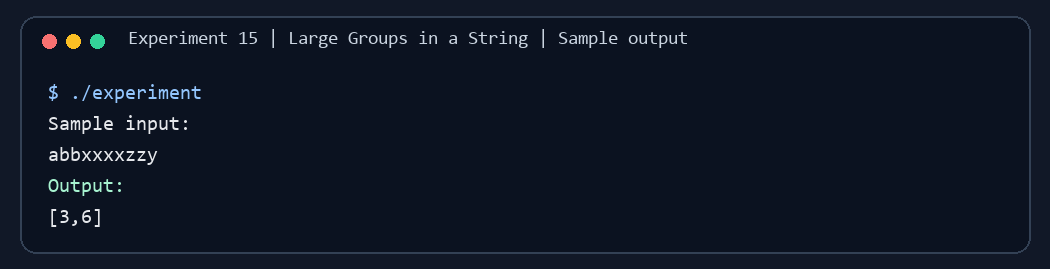 Experiment 15 | Large Groups in a String | Sample output
$ ./experiment
Sample input:
abbxxxxzzy
Output:
[3,6]